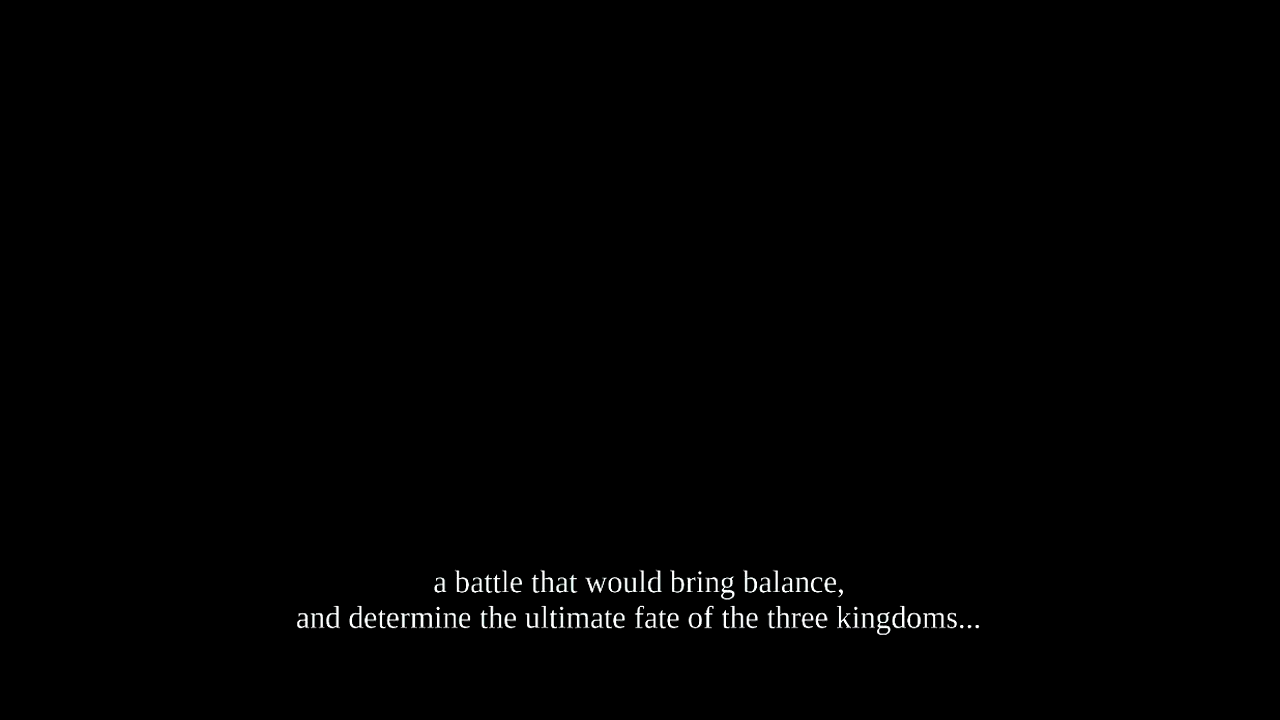 a battle that would bring balance,
and determine the ultimate fate of the three kingdoms...